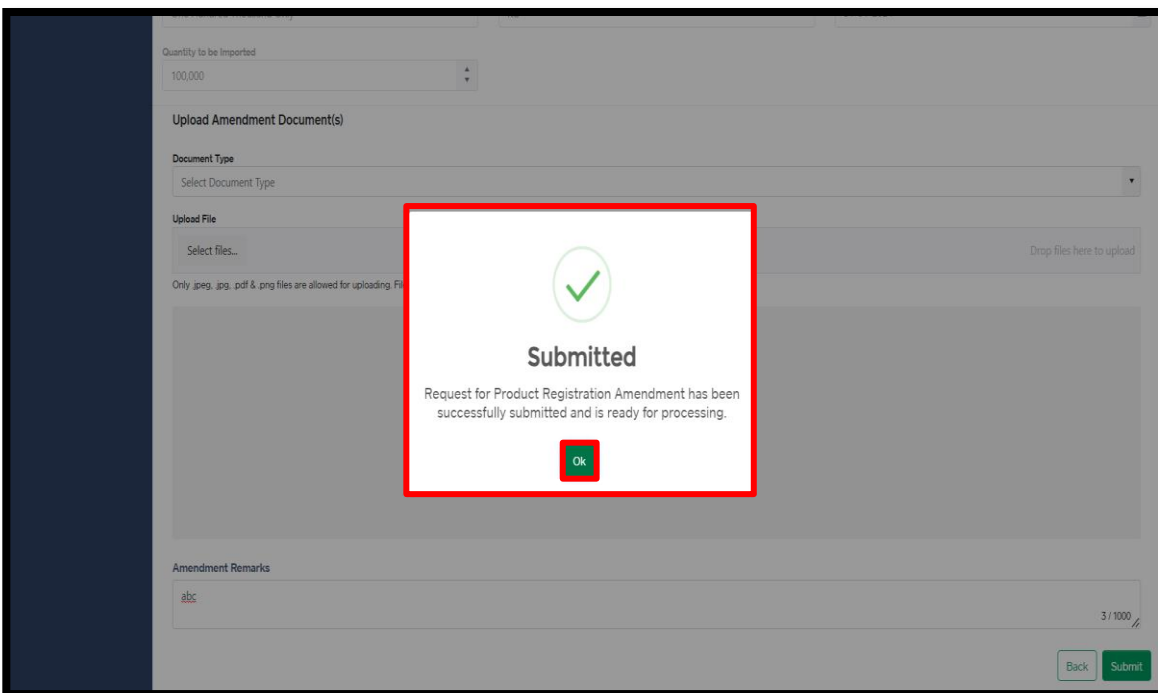 Quantity to be Imported
100,000
Upload Amendment Document(s)
Document Type
Select Document Type
Upload File
Select files...
Drop files here to upload
Only .jpeg, .jpg, .pdf & .png files are allowed for uploading.
Submitted
Request for Product Registration Amendment has been
successfully submitted and is ready for processing.
Ok
Amendment Remarks
abc
3 / 1000
Back
Submit